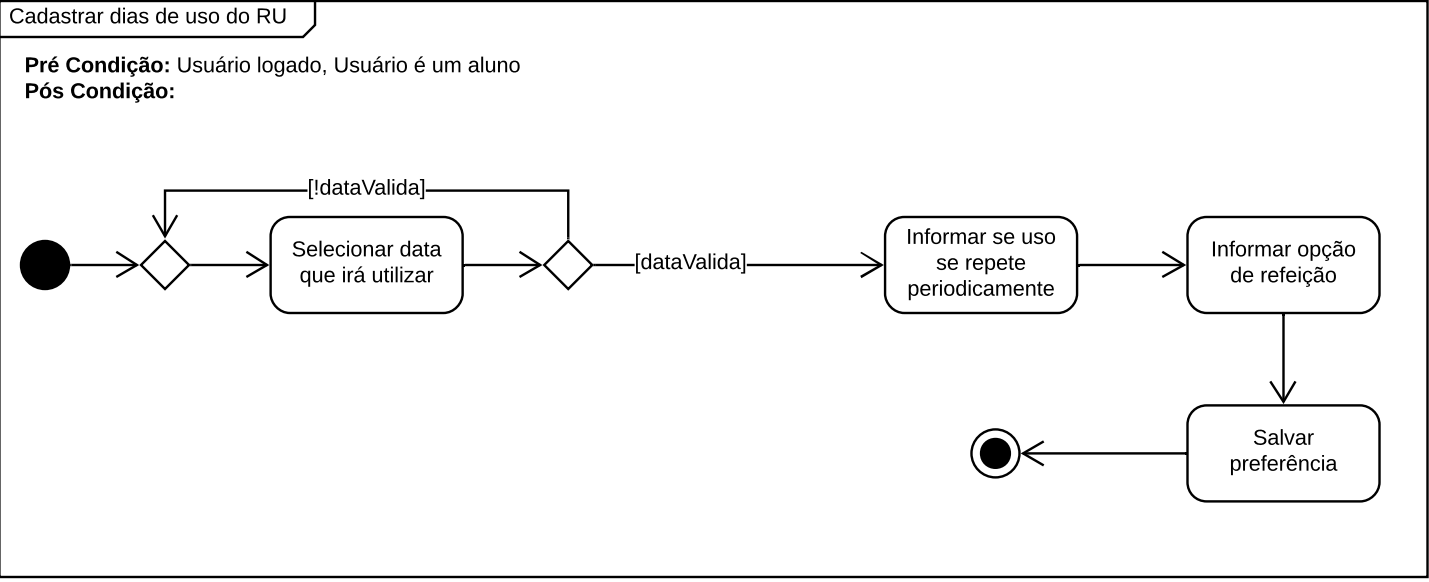 Cadastrar dias de uso do RU
Pré Condição: Usuário logado, Usuário é um aluno
Pós Condição:
[!dataValida]
Selecionar data
que irá utilizar
[dataValida]
Informar se uso
se repete
periodicamente
Informar opção
de refeição
Salvar
preferência